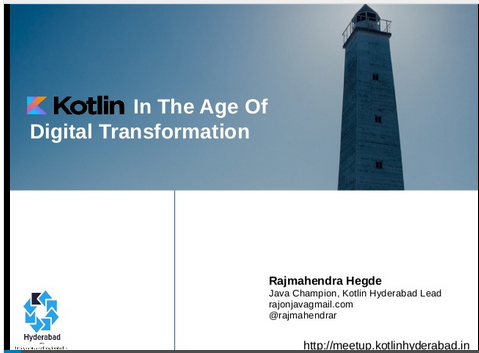 Kotlin In The Age Of
Digital Transformation
Rajmahendra Hegde
Java Champion, Kotlin Hyderabad Lead
rajonjavagmail.com
@rajmahendrar
Hyderabad
http://meetup.kotlinhyderabad.in